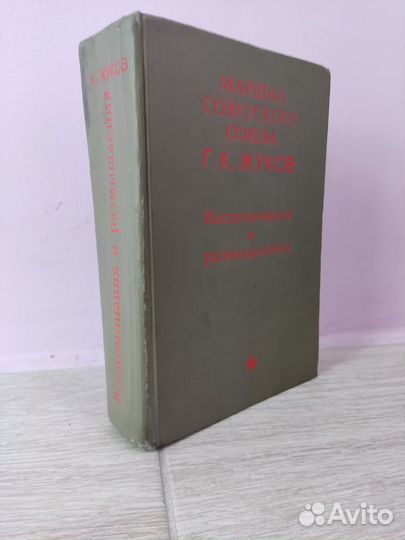 Г. К. ЖУКОВ
Воспоминания и размышления
МАРШАЛ
СОВЕТСКОГО
СОЮЗА
Г. К. ЖУКОВ
Воспоминания
и
размышления
Avito